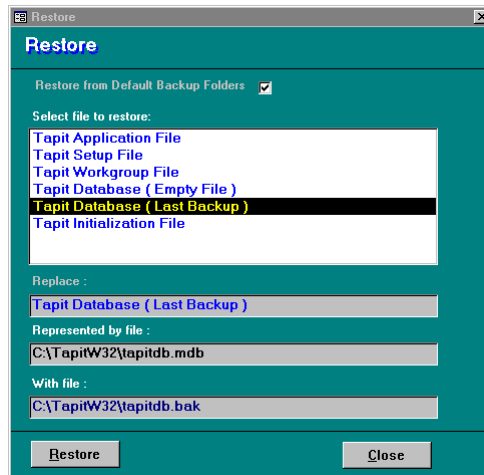 Restore
Restore
Restore from Default Backup Folders
Select file to restore:
Tapit Application File
Tapit Setup File
Tapit Workgroup File
Tapit Database ( Empty File )
Tapit Database ( Last Backup )
Tapit Initialization File
Replace :
Tapit Database ( Last Backup )
Represented by file :
C:\TapitW32\tapitdb.mdb
With file :
C:\TapitW32\tapitdb.bak
Restore Close